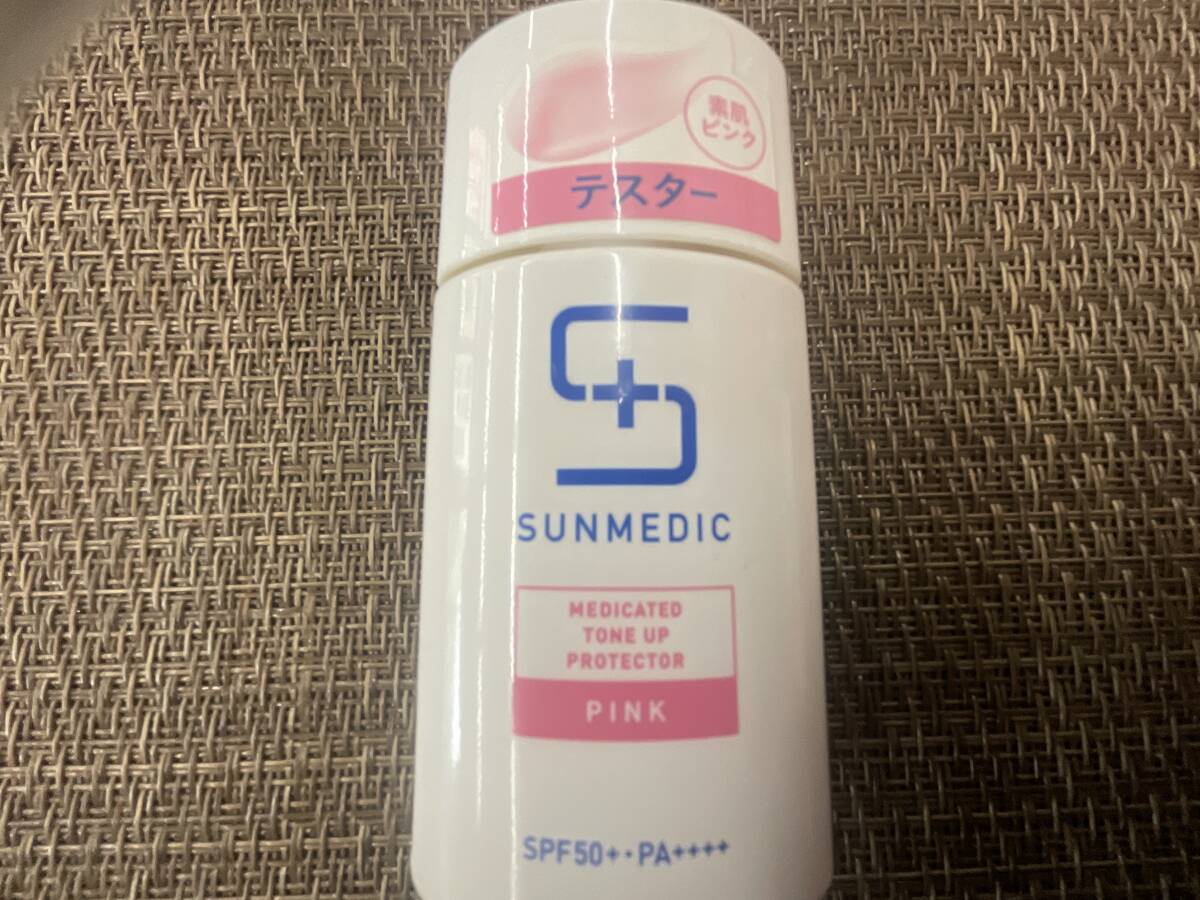 素肌
ピンク
テスター
SUNMEDIC
MEDICATED
TONE UP
PROTECTOR
PINK
SPF50+・PA++++